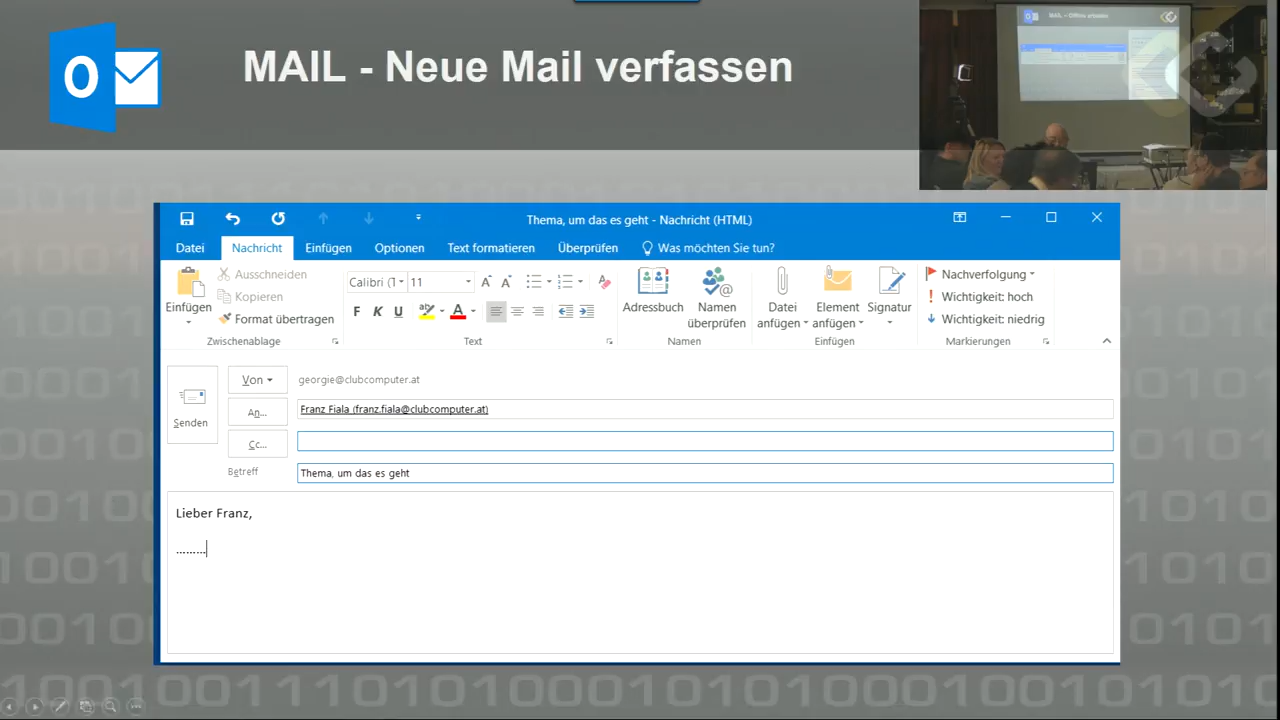 MAIL - Neue Mail verfassen
Thema, um das es geht - Nachricht (HTML)
Datei Nachricht Einfügen Optionen Text formatieren Überprüfen Was möchten Sie tun?
Einfügen
Ausschneiden
Kopieren
Format übertragen
Zwischenablage
Calibri (T 11
F K U
Text
Adressbuch
Namen
überprüfen
Namen
Datei
anfügen
Element
anfügen
Signatur
Einfügen
Nachverfolgung
Wichtigkeit: hoch
Wichtigkeit: niedrig
Markierungen
Senden
Von georgie@clubcomputer.at
An... Franz Fiala (franz.fiala@clubcomputer.at)
Cc...
Betreff Thema, um das es geht
Lieber Franz,
.........